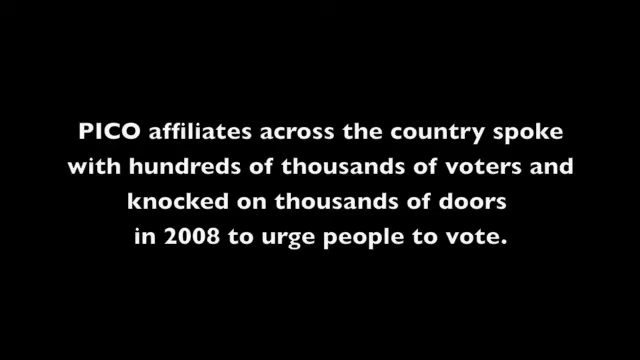 PICO affiliates across the country spoke
with hundreds of thousands of voters and
knocked on thousands of doors
in 2008 to urge people to vote.